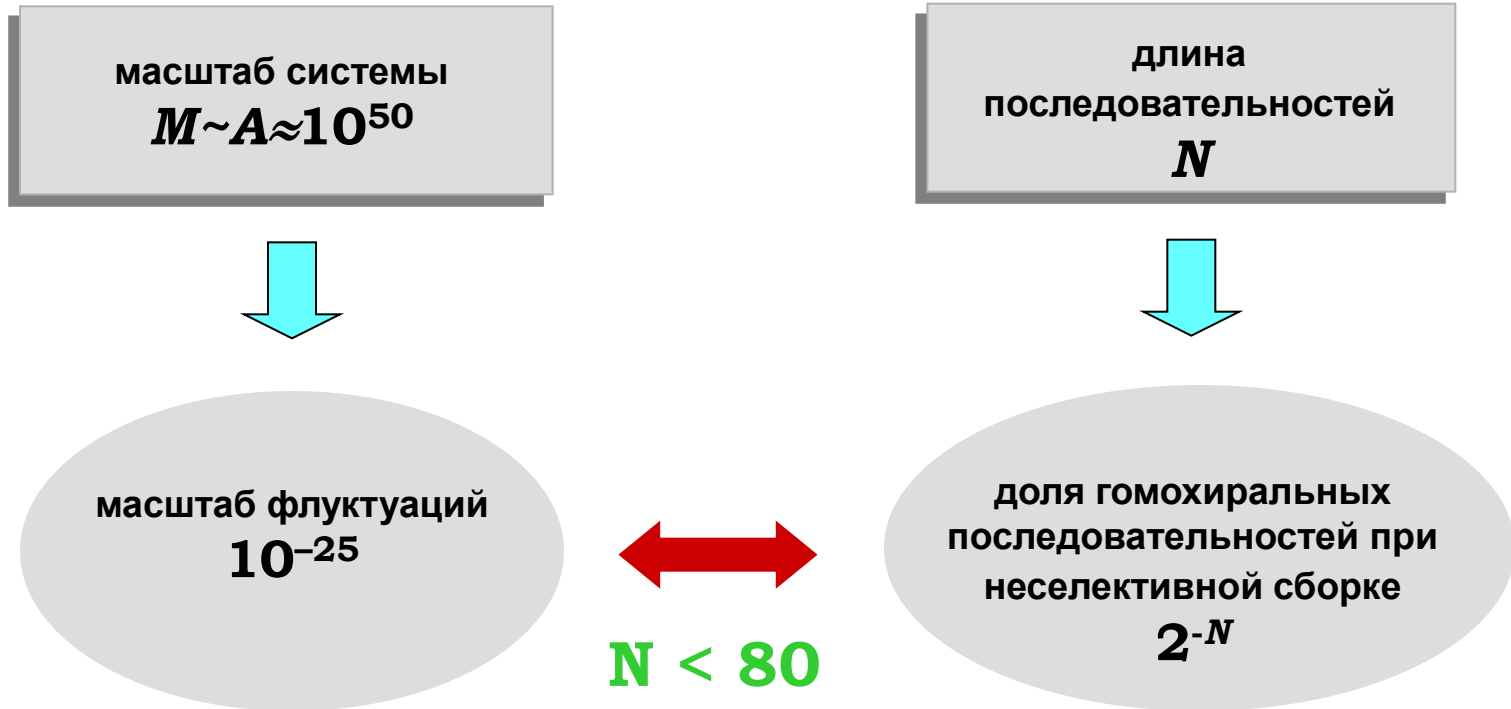 масштаб системы
M~A≈10⁵⁰
длина
последовательностей
N
масштаб флуктуаций
10⁻²⁵
N < 80
доля гомохиральных
последовательностей при
неселективной сборке
2⁻ᴺ